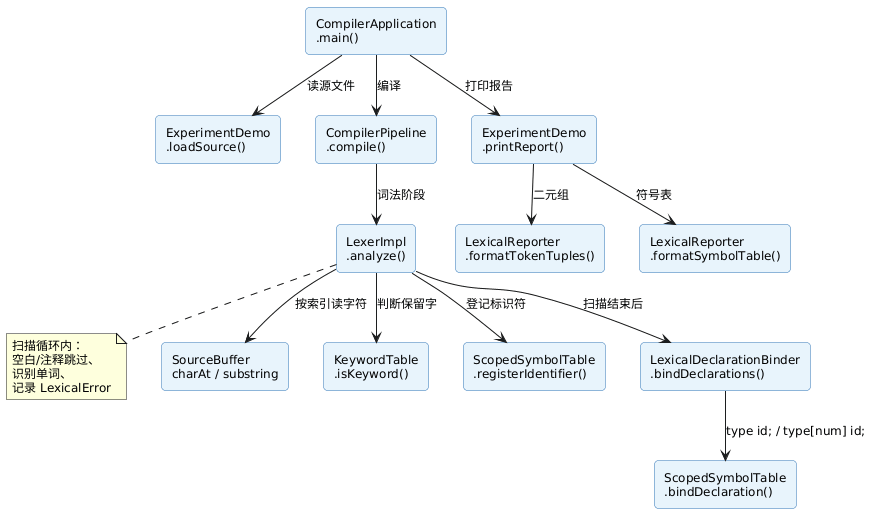 CompilerApplication
.main()
读源文件
编译
打印报告
ExperimentDemo
.loadSource()
CompilerPipeline
.compile()
ExperimentDemo
.printReport()
词法阶段
二元组
符号表
LexerImpl
.analyze()
LexicalReporter
.formatTokenTuples()
LexicalReporter
.formatSymbolTable()
按索引读字符
判断保留字
登记标识符
扫描结束后
扫描循环内：
空白/注释跳过、
识别单词、
记录 LexicalError
SourceBuffer
charAt / substring
KeywordTable
.isKeyword()
ScopedSymbolTable
.registerIdentifier()
LexicalDeclarationBinder
.bindDeclarations()
type id; / type[num] id;
ScopedSymbolTable
.bindDeclaration()